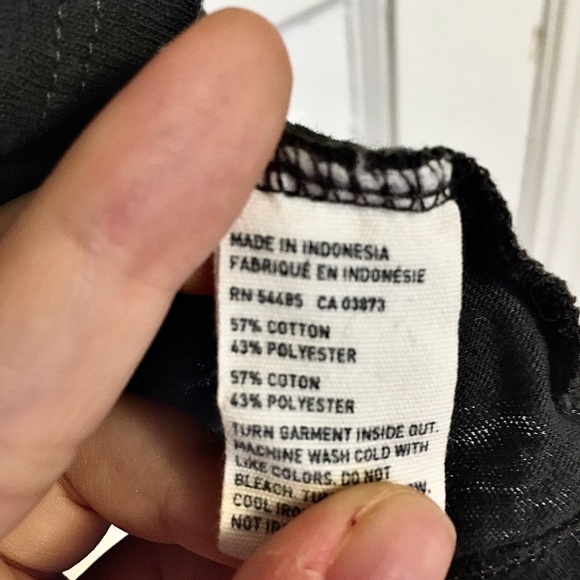 MADE IN INDONESIA
FABRIQUÉ EN INDONÉSIE
RN 54485 CA 03873
57% COTTON
43% POLYESTER
57% COTON
43% POLYESTER
TURN GARMENT INSIDE OUT.
MACHINE WASH COLD WITH
LIKE COLORS. DO NOT
BLEACH.
COOL
NOT